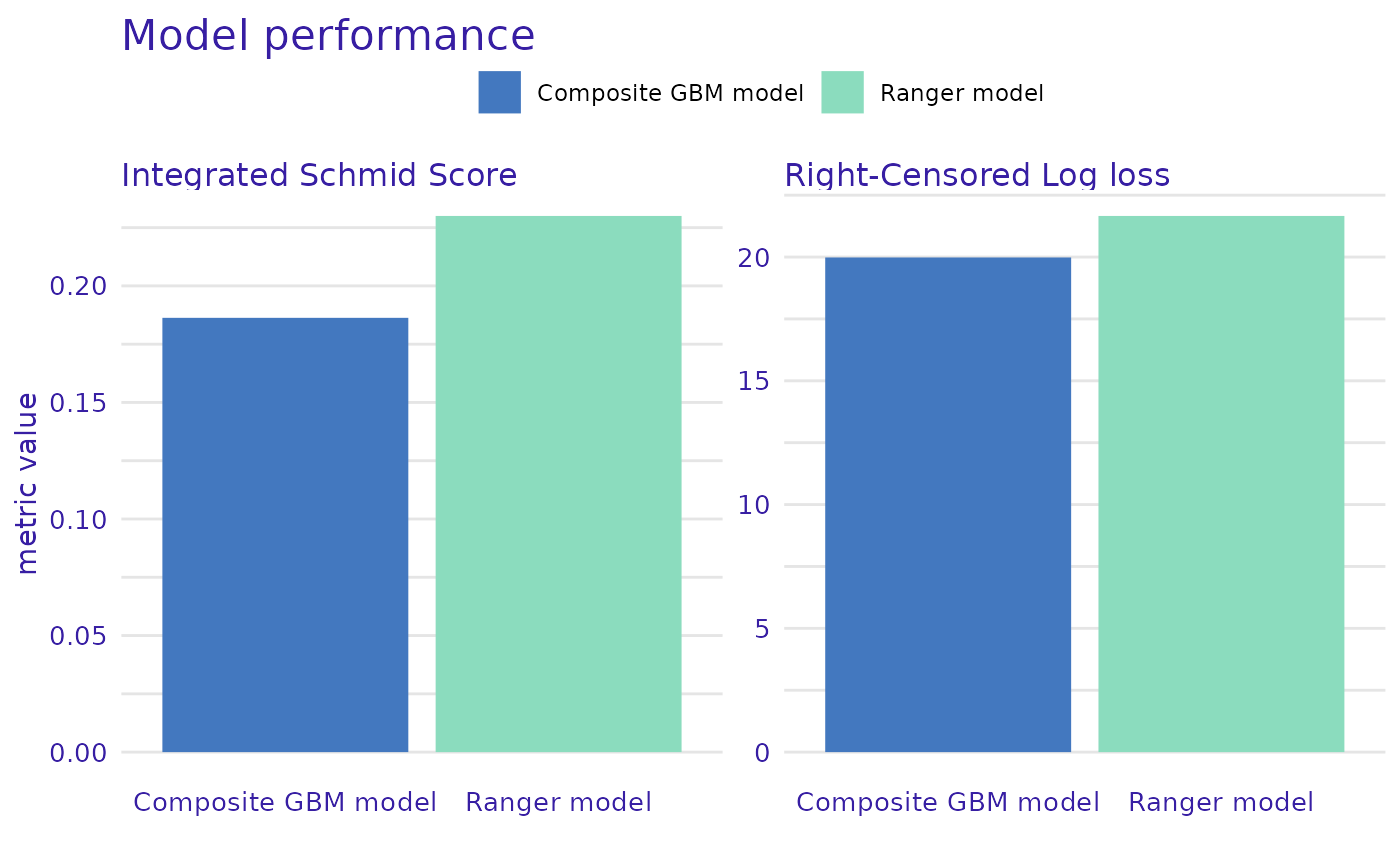 Model performance
Composite GBM model Ranger model
Integrated Schmid Score
metric value
0.20
0.15
0.10
0.05
0.00
Composite GBM model Ranger model
Right-Censored Log loss
20
15
10
5
0
Composite GBM model Ranger model